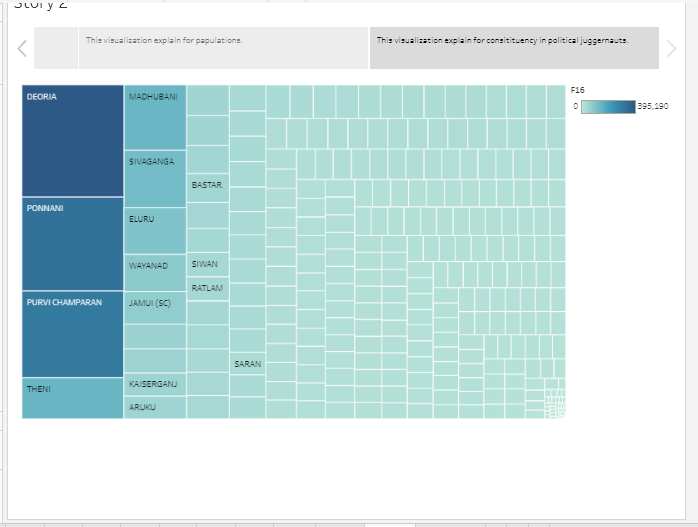 Story 2
This visualization explain for papulations.
This visualization explain for consitituency in political juggernauts.
F16
0 395,190
DEORIA
MADHUBANI
SIVAGANGA
BASTAR
PONNANI
ELURU
WAYANAD
SIWAN
RATLAM
PURVI CHAMPARAN
JAMUI (SC)
SARAN
THENI
KAISERGANJ
ARUKU